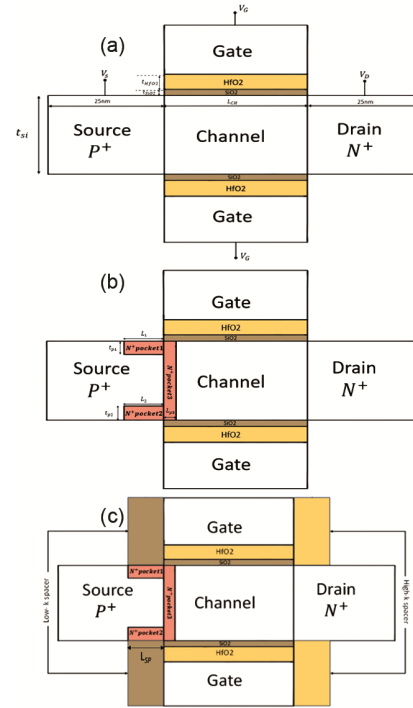 (a)
V_G
Gate
t_HfO2
HfO2
t_SiO2
SiO2
V_S
V_D
25nm
L_CH
25nm
t_si
Source
P⁺
Channel
Drain
N⁺
SiO2
HfO2
Gate
V_G
(b)
Gate
HfO2
SiO2
L_1
t_p1
N⁺pocket1
Source
P⁺
N⁺pocket3
Channel
Drain
N⁺
L_2
t_p2
N⁺pocket2
SiO2
HfO2
Gate
(c)
Gate
HfO2
SiO2
N⁺pocket1
Low-k spacer
Source
P⁺
N⁺pocket3
Channel
Drain
N⁺
High-k spacer
N⁺pocket2
L_SP
SiO2
HfO2
Gate